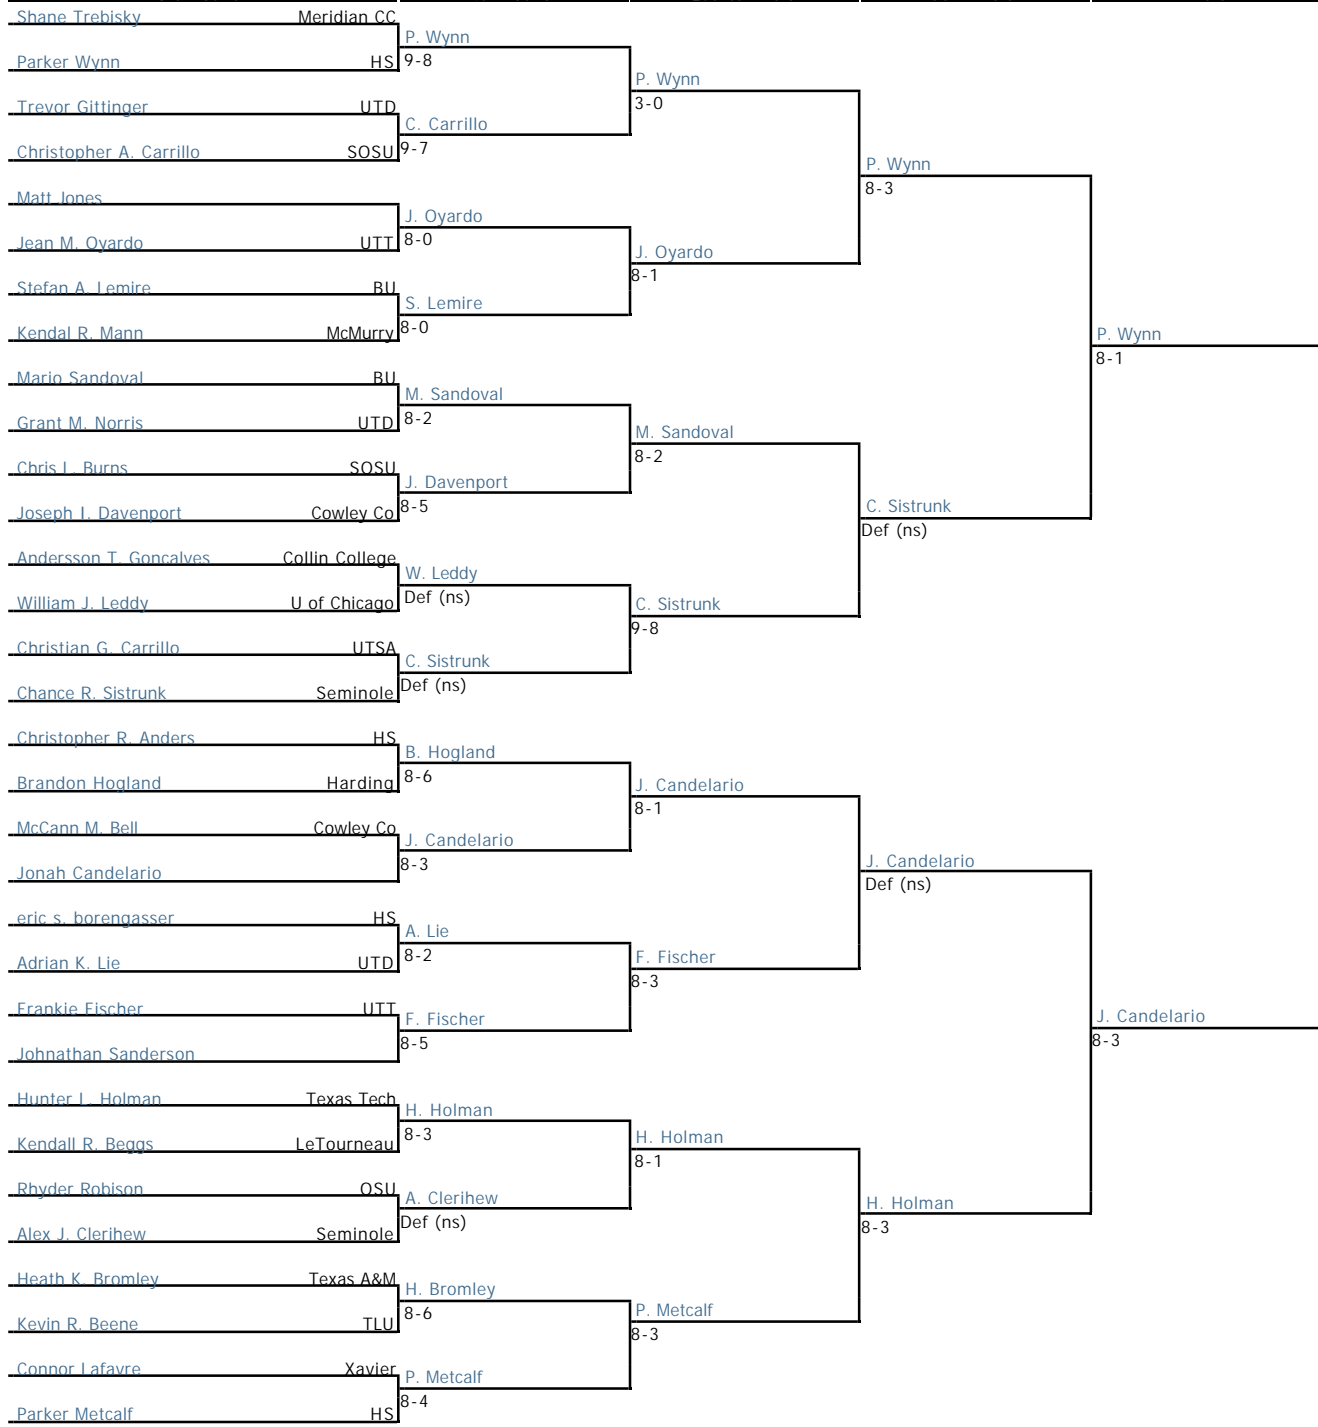 Shane Trebisky Meridian CC
P. Wynn
Parker Wynn HS 9-8
P. Wynn
3-0
Trevor Gittinger UTD
C. Carrillo
Christopher A. Carrillo SOSU 9-7
P. Wynn
8-3
Matt Jones
J. Oyardo
Jean M. Oyardo UTT 8-0
J. Oyardo
8-1
Stefan A. Lemire BU
S. Lemire
Kendal R. Mann McMurry 8-0
P. Wynn
8-1
Mario Sandoval BU
M. Sandoval
Grant M. Norris UTD 8-2
M. Sandoval
8-2
Chris L. Burns SOSU
J. Davenport
Joseph I. Davenport Cowley Co 8-5
C. Sistrunk
Def (ns)
Andersson T. Goncalves Collin College
W. Leddy
William J. Leddy U of Chicago Def (ns)
C. Sistrunk
9-8
Christian G. Carrillo UTSA
C. Sistrunk
Chance R. Sistrunk Seminole Def (ns)
Christopher R. Anders HS
B. Hogland
Brandon Hogland Harding 8-6
J. Candelario
8-1
McCann M. Bell Cowley Co
J. Candelario
Jonah Candelario 8-3
J. Candelario
Def (ns)
eric s. borengasser HS
A. Lie
Adrian K. Lie UTD 8-2
F. Fischer
8-3
Frankie Fischer UTT
F. Fischer
Johnathan Sanderson 8-5
J. Candelario
8-3
Hunter L. Holman Texas Tech
H. Holman
Kendall R. Beggs LeTourneau 8-3
H. Holman
8-1
Rhyder Robison OSU
A. Clerihew
Alex J. Clerihew Seminole Def (ns)
H. Holman
8-3
Heath K. Bromley Texas A&M
H. Bromley
Kevin R. Beene TLU 8-6
P. Metcalf
8-3
Connor Lafavre Xavier
P. Metcalf
Parker Metcalf HS 8-4